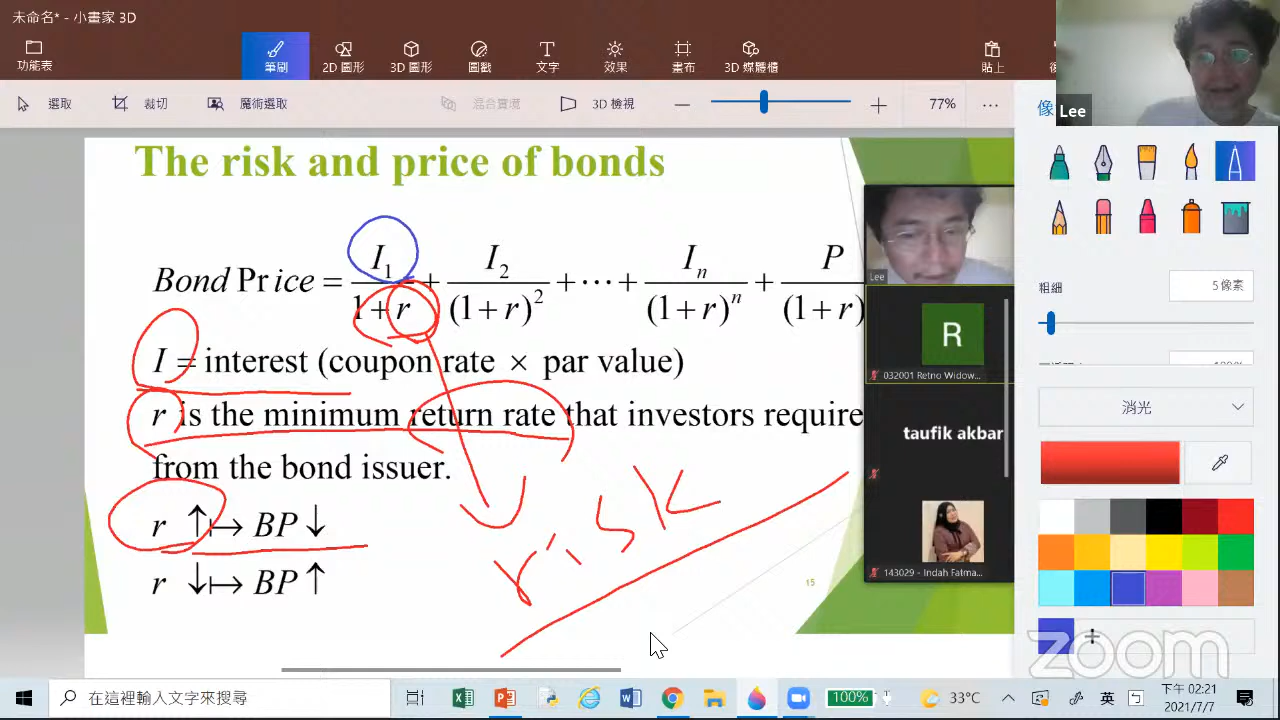 未命名* - 小畫家 3D
功能表
筆刷
2D 圖形
3D 圖形
圖戳
文字
效果
畫布
3D 媒體櫃
貼上
選取
裁切
魔術選取
混合實境
3D 檢視
77%
Lee
The risk and price of bonds
Bond Price = I₁/(1+r) + I₂/(1+r)² + ⋯ + Iₙ/(1+r)ⁿ + P/(1+r)
I = interest (coupon rate × par value)
r is the minimum return rate that investors require
from the bond issuer.
r ↑↦ BP ↓
r ↓↦ BP ↑
risk
15
Lee
R
032001 Retno Widow...
taufik akbar
143029 - Indah Fatma...
粗細
5像素
消光
zoom
在這裡輸入文字來搜尋
100%
33°C
英
下午 02:21
2021/7/7